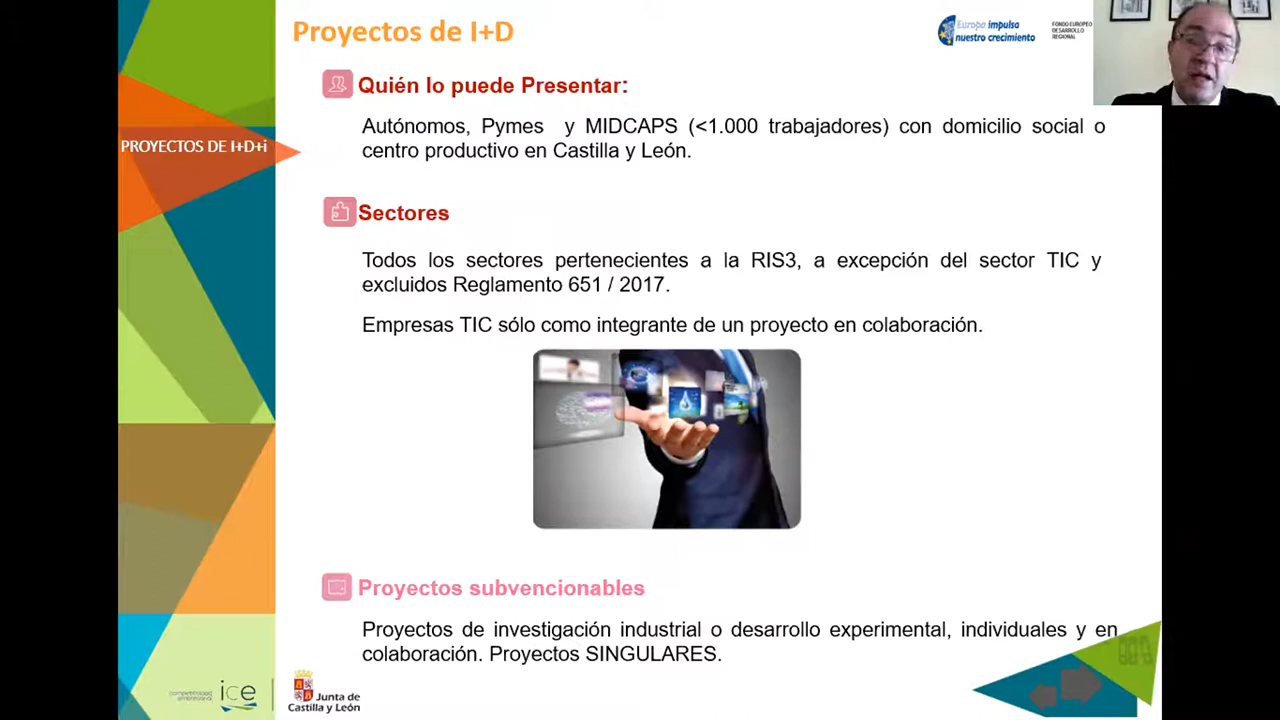 Proyectos de I+D
Europa impulsa
nuestro crecimiento
FONDO EUROPEO
DESARROLLO
REGIONAL
PROYECTOS DE I+D+i
Quién lo puede Presentar:
Autónomos, Pymes y MIDCAPS (<1.000 trabajadores) con domicilio social o
centro productivo en Castilla y León.
Sectores
Todos los sectores pertenecientes a la RIS3, a excepción del sector TIC y
excluidos Reglamento 651 / 2017.
Empresas TIC sólo como integrante de un proyecto en colaboración.
Proyectos subvencionables
Proyectos de investigación industrial o desarrollo experimental, individuales y en
colaboración. Proyectos SINGULARES.
competitividad
empresarial
ice
Junta de
Castilla y León